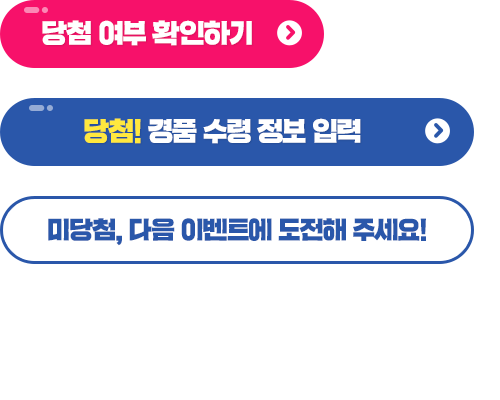 당첨 여부 확인하기
당첨! 경품 수령 정보 입력
미당첨, 다음 이벤트에 도전해 주세요!